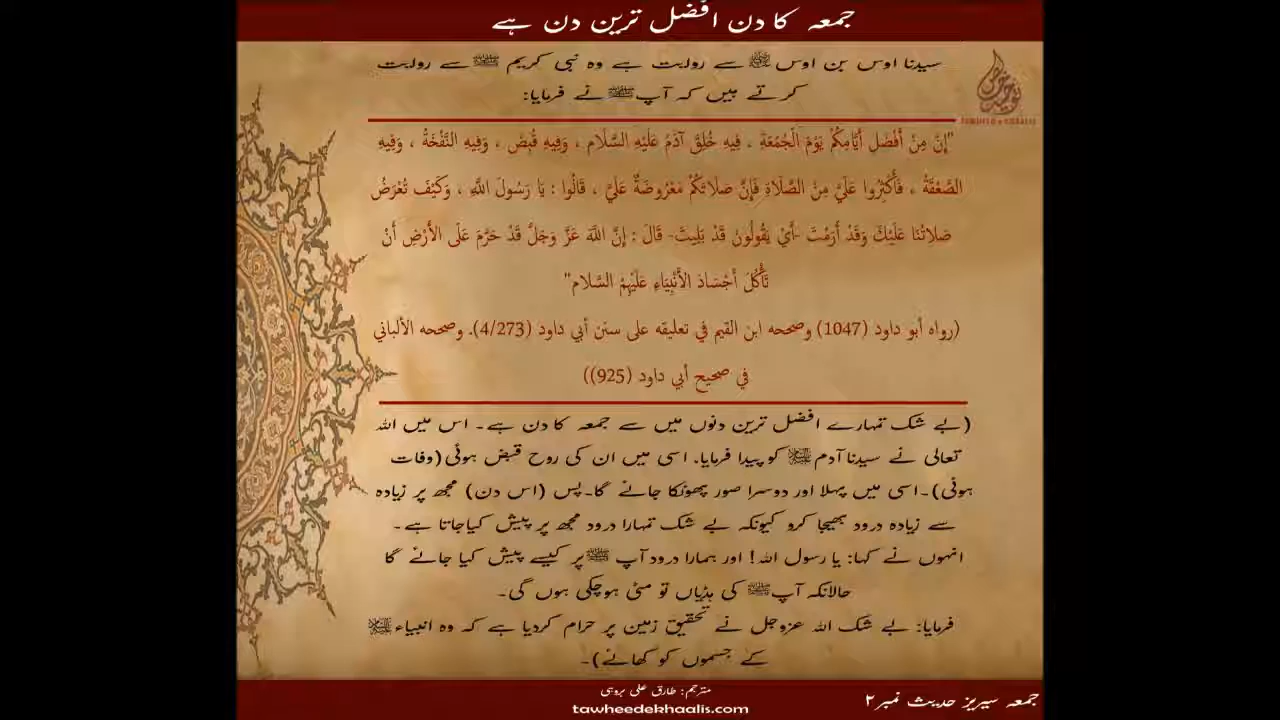 جمعہ کا دن افضل ترین دن ہے
سیدنا اوس بن اوس ﷜ سے روایت ہے وہ نبی کریم ﷺ سے روایت
کرتے ہیں کہ آپ ﷺ نے فرمایا:
"إِنَّ مِنْ أَفْضَلِ أَيَّامِكُمْ يَوْمَ الْجُمُعَةِ ، فِيهِ خُلِقَ آدَمُ عَلَيْهِ السَّلَام ، وَفِيهِ قُبِضَ ، وَفِيهِ النَّفْخَةُ ، وَفِيهِ
الصَّعْقَةُ ، فَأَكْثِرُوا عَلَيَّ مِنْ الصَّلَاةِ فَإِنَّ صَلَاتَكُمْ مَعْرُوضَةٌ عَلَيَّ ، قَالُوا : يَا رَسُولَ اللَّهِ ، وَكَيْفَ تُعْرَضُ
صَلَاتُنَا عَلَيْكَ وَقَدْ أَرَمْتَ -أَيْ يَقُولُونَ قَدْ بَلِيتَ- قَالَ : إِنَّ اللَّهَ عَزَّ وَجَلَّ قَدْ حَرَّمَ عَلَى الْأَرْضِ أَنْ
تَأْكُلَ أَجْسَادَ الْأَنْبِيَاءِ عَلَيْهِمُ السَّلام"
(رواه أبو داود (1047) وصححه ابن القيم في تعليقه على سنن أبي داود (4/273). وصححه الألباني
في صحيح أبي داود (925))
(بے شک تمہارے افضل ترین دنوں میں سے جمعہ کا دن ہے۔ اس میں اللہ
تعالی نے سیدنا آدم ﷤ کو پیدا فرمایا۔ اسی میں ان کی روح قبض ہوئی (وفات
ہوئی)۔ اسی میں پہلا اور دوسرا صور پھونکا جائے گا۔ پس (اس دن) مجھ پر زیادہ
سے زیادہ درود بھیجا کرو کیونکہ بے شک تمہارا درود مجھ پر پیش کیا جاتا ہے۔
انہوں نے کہا: یا رسول اللہ! اور ہمارا درود آپ ﷺ پر کیسے پیش کیا جائے گا
حالانکہ آپ ﷺ کی ہڈیاں تو مٹی ہوچکی ہوں گی۔
فرمایا: بے شک اللہ عزوجل نے تحقیق زمین پر حرام کردیا ہے کہ وہ انبیاء ﷩
کے جسموں کو کھائے)۔
مترجم: طارق علی بروہی
tawheedekhaalis.com
جمعہ سیریز حدیث نمبر ۲